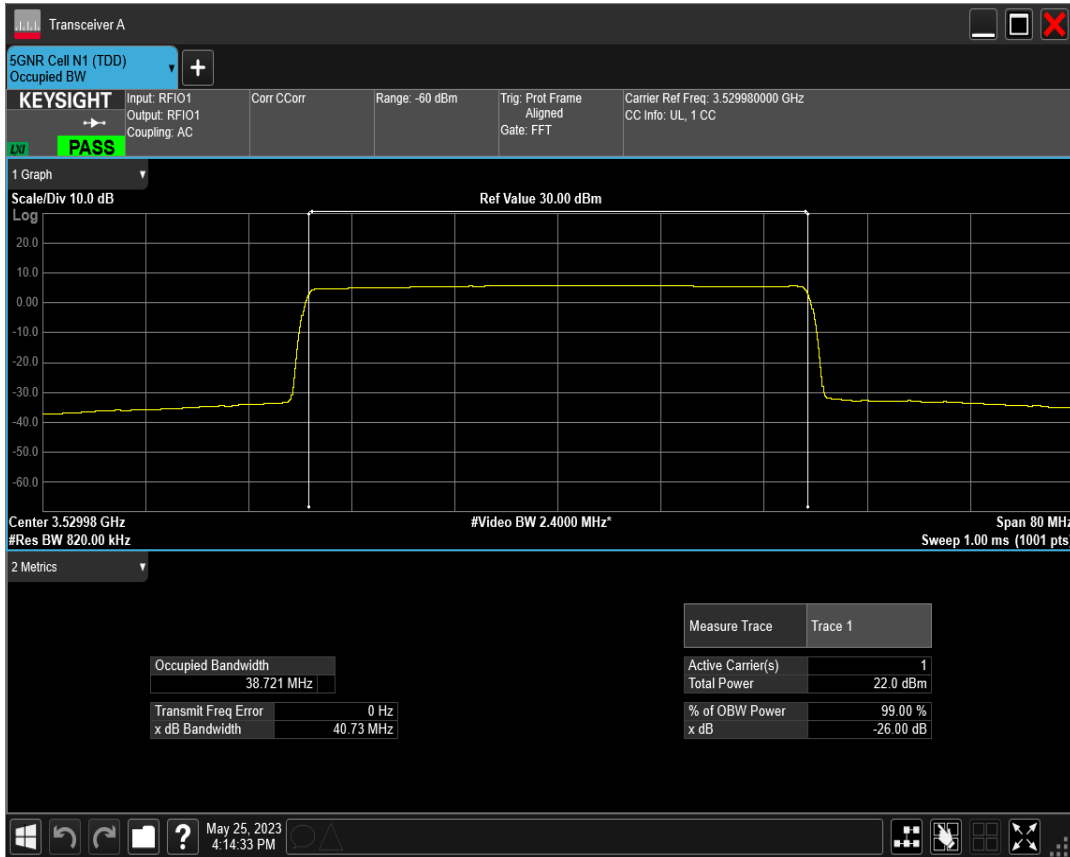 Transceiver A
5GNR Cell N1 (TDD)
Occupied BW
+
KEYSIGHT
LXI
PASS
Input: RFIO1
Output: RFIO1
Coupling: AC
Corr CCorr
Range: -60 dBm
Trig: Prot Frame
Aligned
Gate: FFT
Carrier Ref Freq: 3.529980000 GHz
CC Info: UL, 1 CC
1 Graph
Scale/Div 10.0 dB
Ref Value 30.00 dBm
Log
20.0
10.0
0.00
-10.0
-20.0
-30.0
-40.0
-50.0
-60.0
Center 3.52998 GHz
#Video BW 2.4000 MHz*
Span 80 MHz
#Res BW 820.00 kHz
Sweep 1.00 ms (1001 pts)
2 Metrics
Measure Trace Trace 1
Occupied Bandwidth
38.721 MHz
Active Carrier(s) 1
Total Power 22.0 dBm
Transmit Freq Error 0 Hz
x dB Bandwidth 40.73 MHz
% of OBW Power 99.00 %
x dB -26.00 dB
?
May 25, 2023
4:14:33 PM